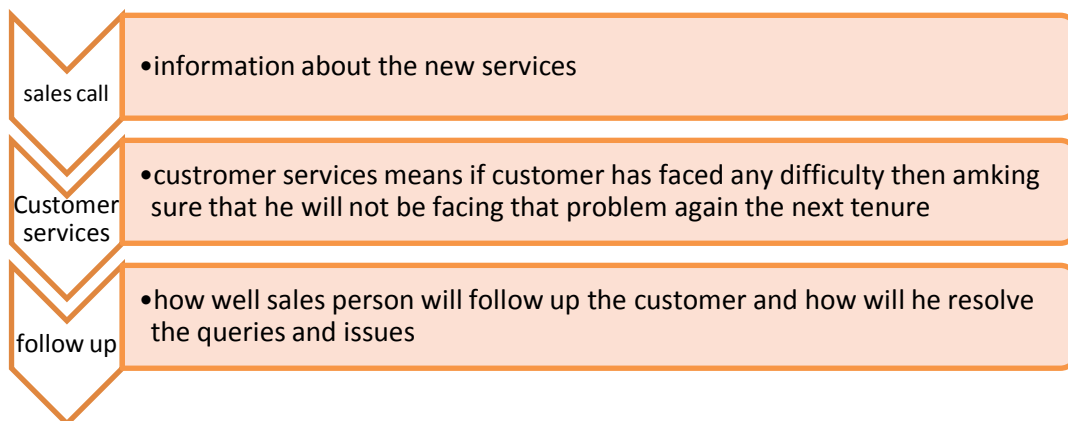 sales call
•information about the new services
Customer
services
•custromer services means if customer has faced any difficulty then amking
sure that he will not be facing that problem again the next tenure
follow up
•how well sales person will follow up the customer and how will he resolve
the queries and issues